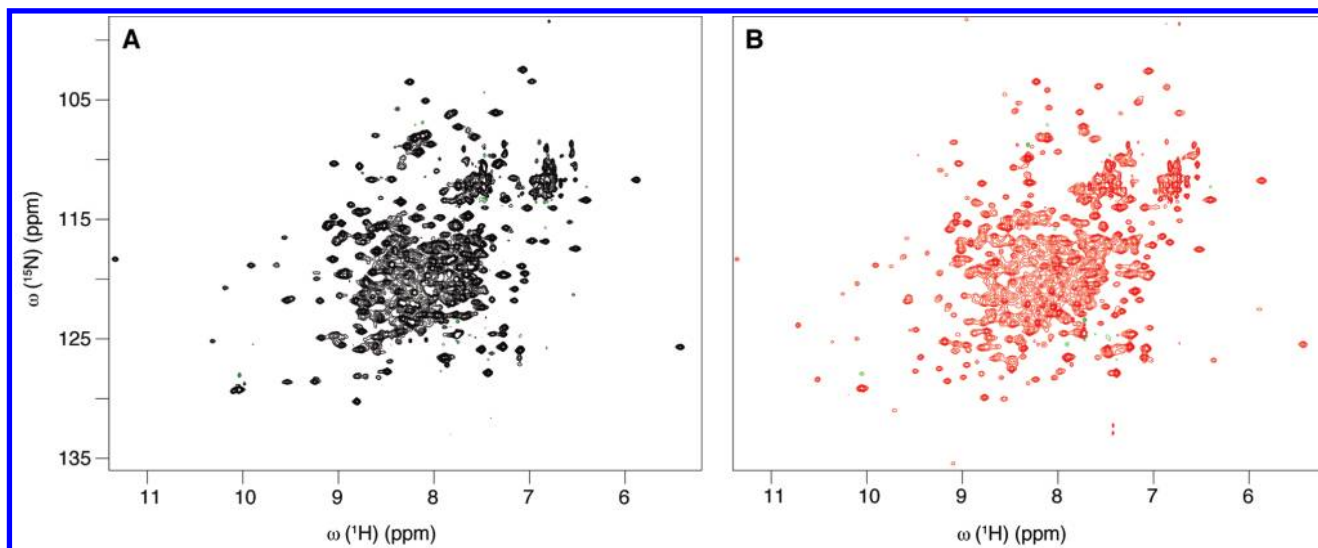 A
B
105
115
125
135
ω (¹⁵N) (ppm)
11 10 9 8 7 6
11 10 9 8 7 6
ω (¹H) (ppm)
ω (¹H) (ppm)